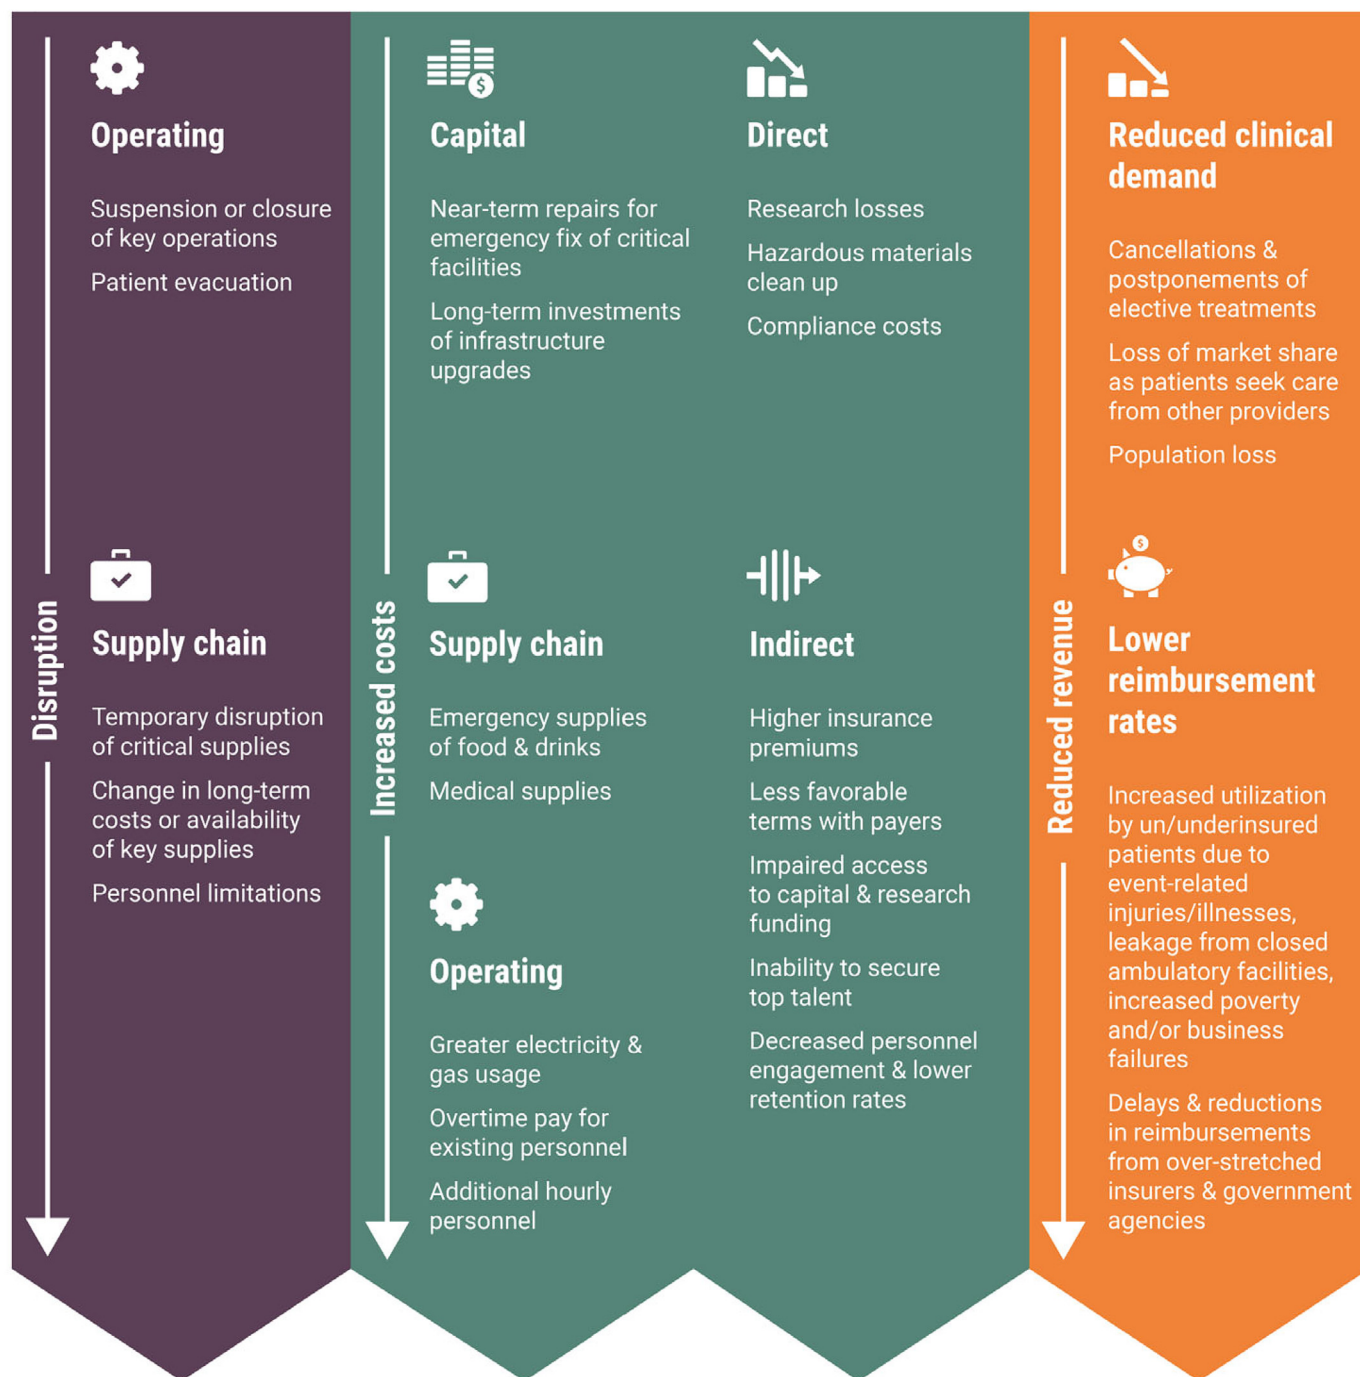 Disruption
Operating
Suspension or closure
of key operations
Patient evacuation
Supply chain
Temporary disruption
of critical supplies
Change in long-term
costs or availability
of key supplies
Personnel limitations
Increased costs
$
Capital
Near-term repairs for
emergency fix of critical
facilities
Long-term investments
of infrastructure
upgrades
Supply chain
Emergency supplies
of food & drinks
Medical supplies
Operating
Greater electricity &
gas usage
Overtime pay for
existing personnel
Additional hourly
personnel
Direct
Research losses
Hazardous materials
clean up
Compliance costs
Indirect
Higher insurance
premiums
Less favorable
terms with payers
Impaired access
to capital & research
funding
Inability to secure
top talent
Decreased personnel
engagement & lower
retention rates
Reduced revenue
Reduced clinical
demand
Cancellations &
postponements of
elective treatments
Loss of market share
as patients seek care
from other providers
Population loss
$
Lower
reimbursement
rates
Increased utilization
by un/underinsured
patients due to
event-related
injuries/illnesses,
leakage from closed
ambulatory facilities,
increased poverty
and/or business
failures
Delays & reductions
in reimbursements
from over-stretched
insurers & government
agencies